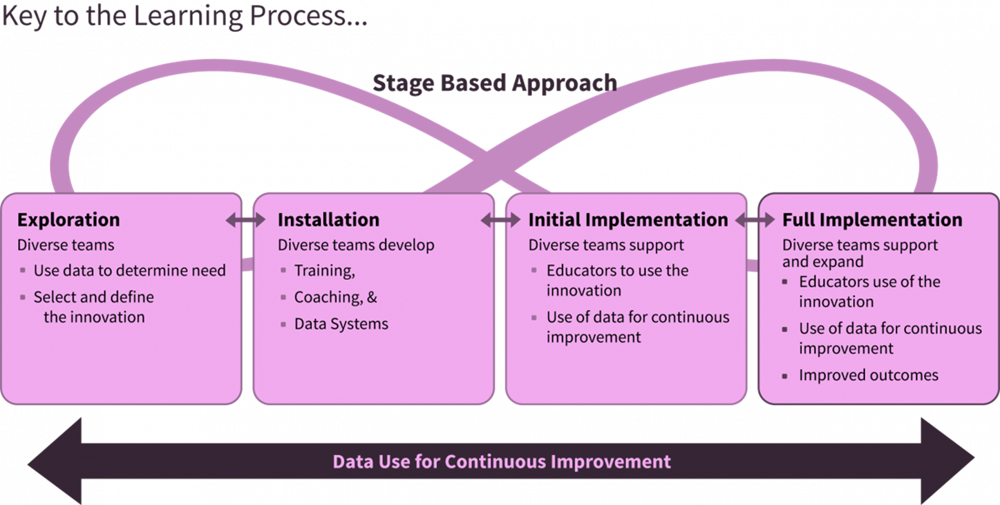 Key to the Learning Process...
Stage Based Approach
Exploration
Diverse teams
▪ Use data to determine need
▪ Select and define
the innovation
Installation
Diverse teams develop
▪ Training,
▪ Coaching, &
▪ Data Systems
Initial Implementation
Diverse teams support
▪ Educators to use the
innovation
▪ Use of data for continuous
improvement
Full Implementation
Diverse teams support
and expand
▪ Educators use of the
innovation
▪ Use of data for continuous
improvement
▪ Improved outcomes
Data Use for Continuous Improvement